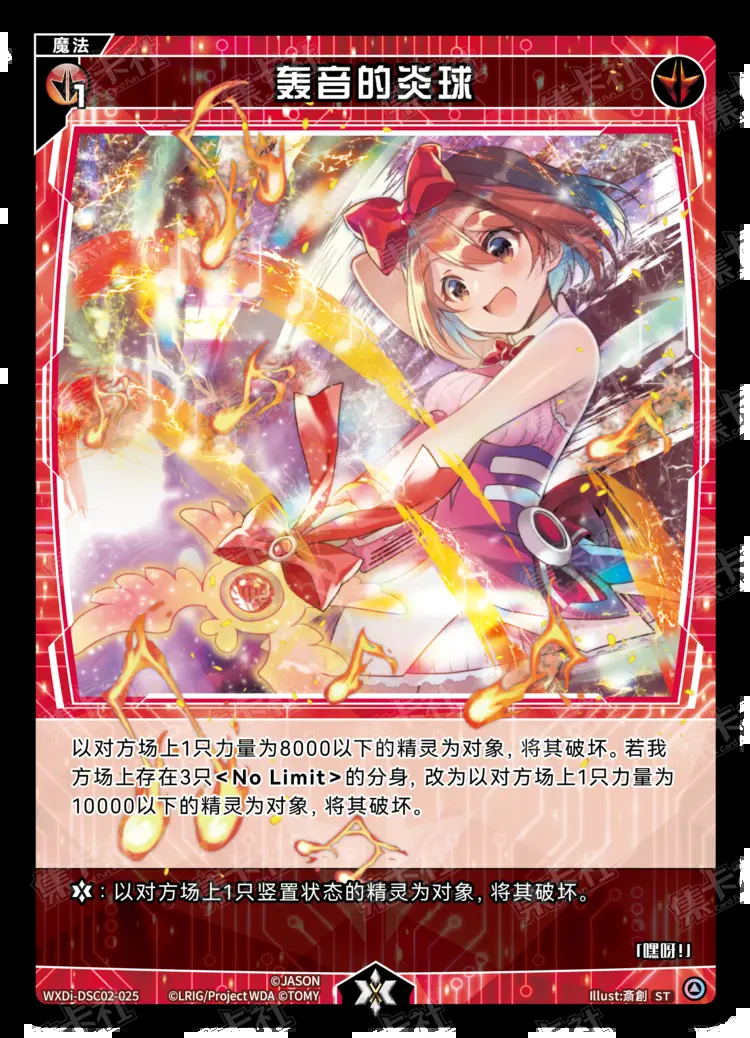 魔法
1
轰音的炎球
以对方场上1只力量为8000以下的精灵为对象, 将其破坏。若我
方场上存在3只<No Limit>的分身, 改为以对方场上1只力量为
10000以下的精灵为对象, 将其破坏。
: 以对方场上1只竖置状态的精灵为对象, 将其破坏。
「嘿呀!」
©JASON
WXDi-DSC02-025 ©LRIG/Project WDA ©TOMY Illust:斎創 ST
集卡社